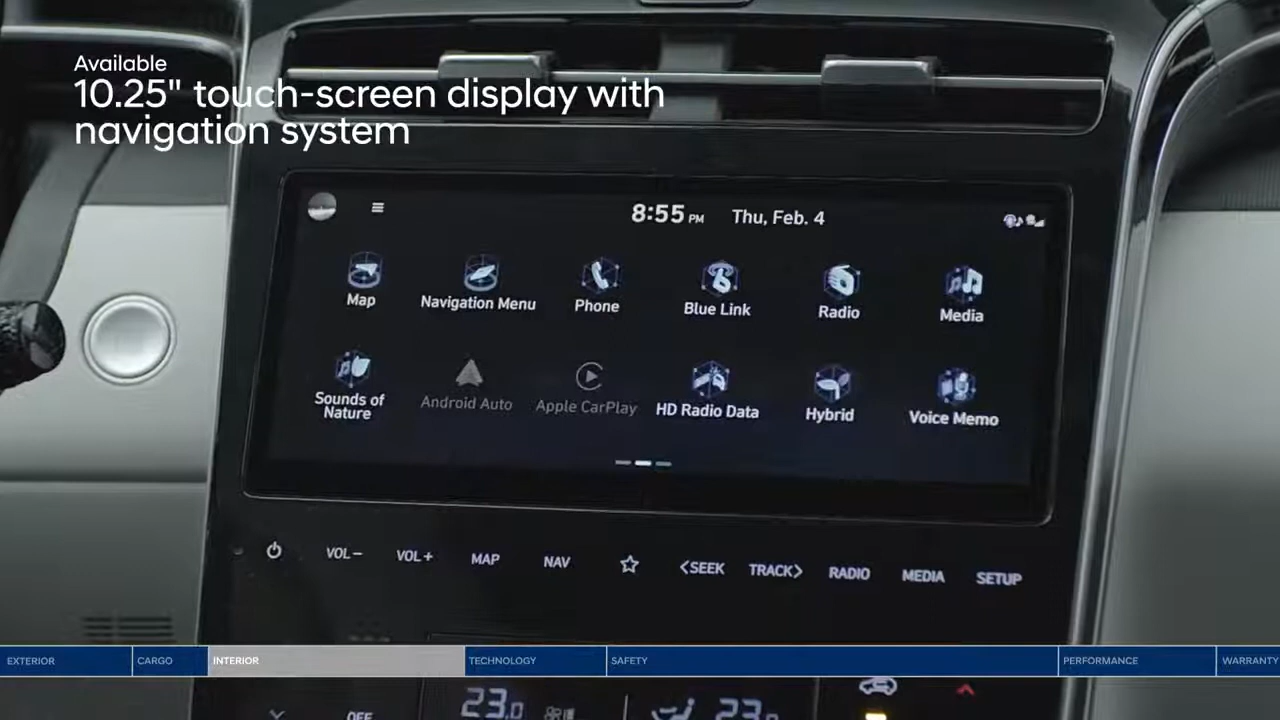 Available
10.25" touch-screen display with
navigation system
8:55 PM Thu, Feb. 4
Map Navigation Menu Phone Blue Link Radio Media
Sounds of
Nature
Android Auto Apple CarPlay HD Radio Data Hybrid Voice Memo
VOL− VOL+ MAP NAV <SEEK TRACK> RADIO MEDIA SETUP
EXTERIOR CARGO INTERIOR TECHNOLOGY SAFETY PERFORMANCE WARRANTY
OFF 23.0 23.0